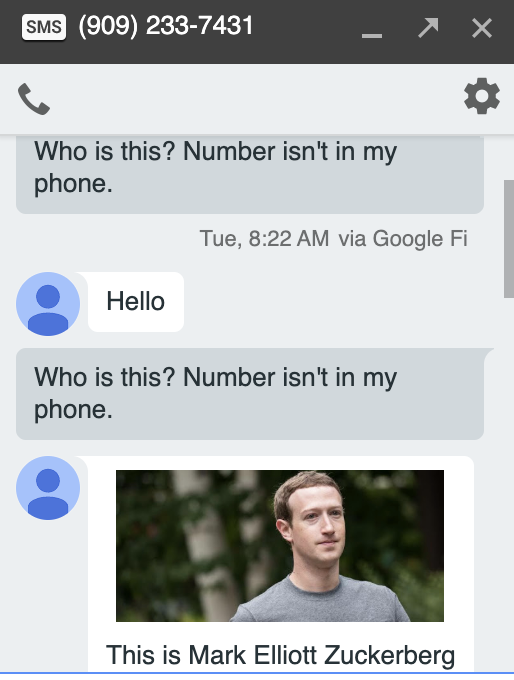 SMS (909) 233-7431
Who is this? Number isn't in my
phone.
Tue, 8:22 AM via Google Fi
Hello
Who is this? Number isn't in my
phone.
This is Mark Elliott Zuckerberg